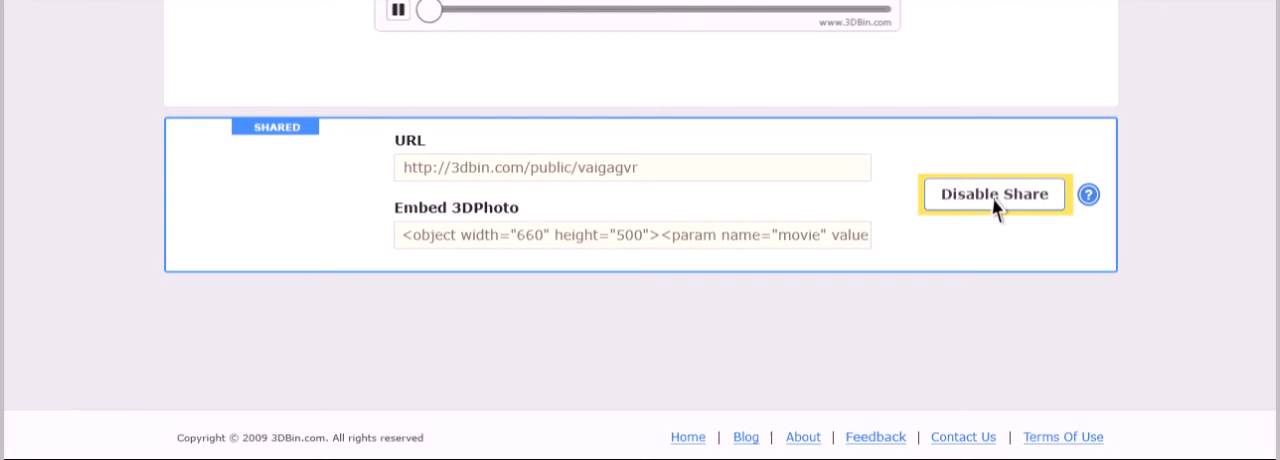 www.3DBin.com
SHARED
URL
http://3dbin.com/public/vaigagvr
Disable Share ?
Embed 3DPhoto
<object width="660" height="500"><param name="movie" value
Copyright © 2009 3DBin.com. All rights reserved
Home | Blog | About | Feedback | Contact Us | Terms Of Use